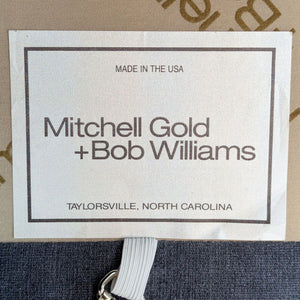 MADE IN THE USA
Mitchell Gold
+Bob Williams
TAYLORSVILLE, NORTH CAROLINA